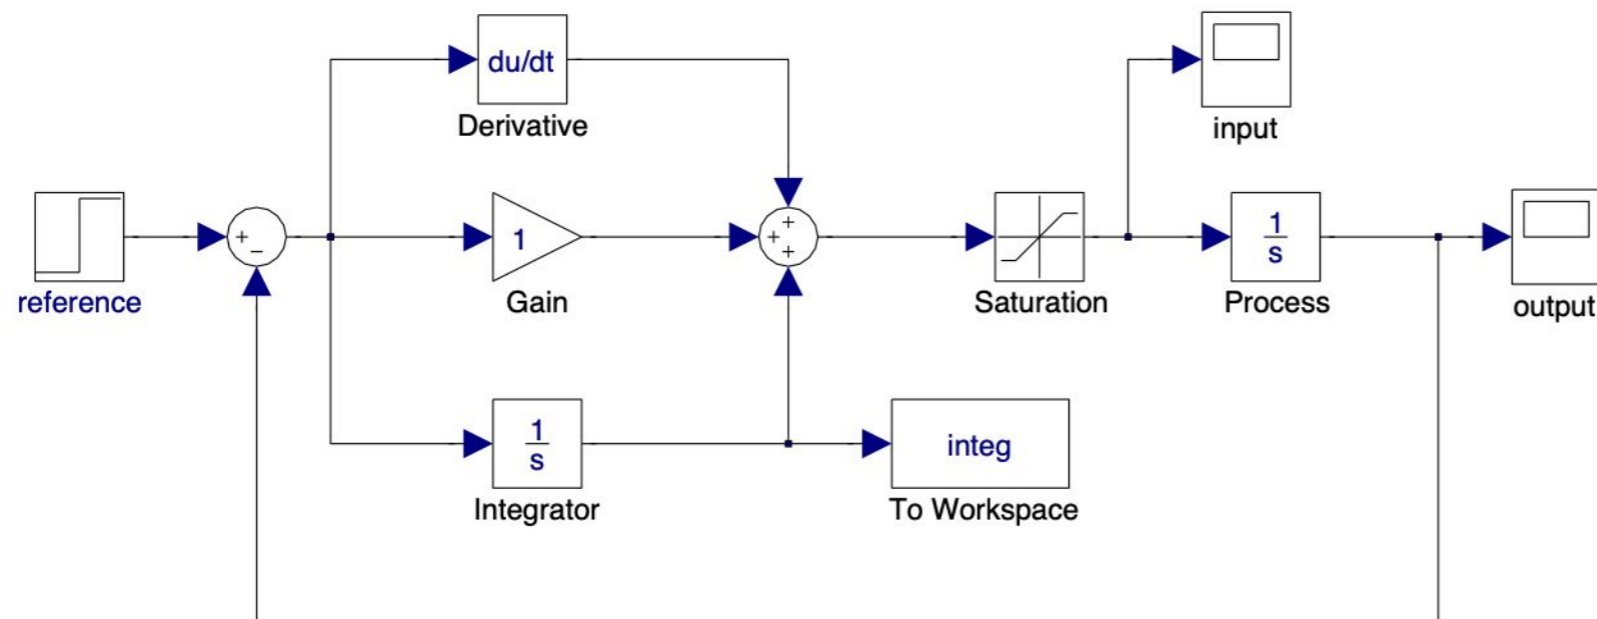 du/dt
Derivative
input
+
−
reference
1
Gain
+
+
+
Saturation
1
s
Process
output
1
s
Integrator
integ
To Workspace